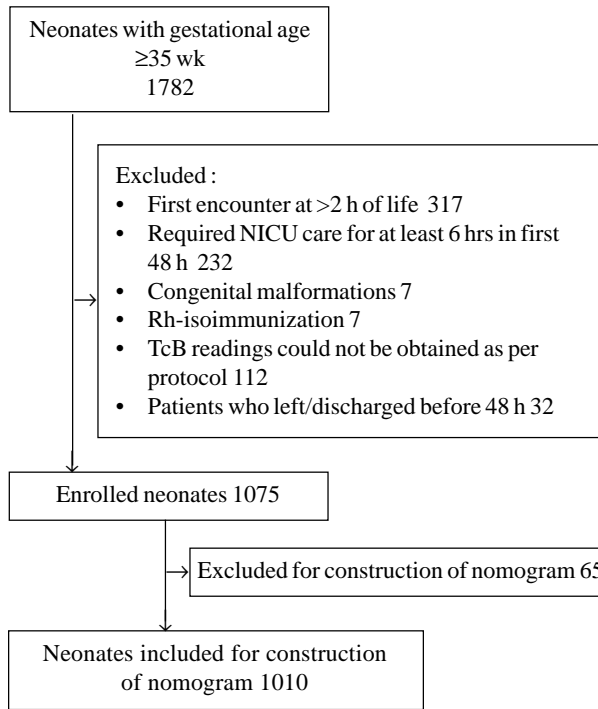 Neonates with gestational age
≥35 wk
1782
Excluded :
• First encounter at >2 h of life 317
• Required NICU care for at least 6 hrs in first
48 h 232
• Congenital malformations 7
• Rh-isoimmunization 7
• TcB readings could not be obtained as per
protocol 112
• Patients who left/discharged before 48 h 32
Enrolled neonates 1075
Excluded for construction of nomogram 65
Neonates included for construction
of nomogram 1010